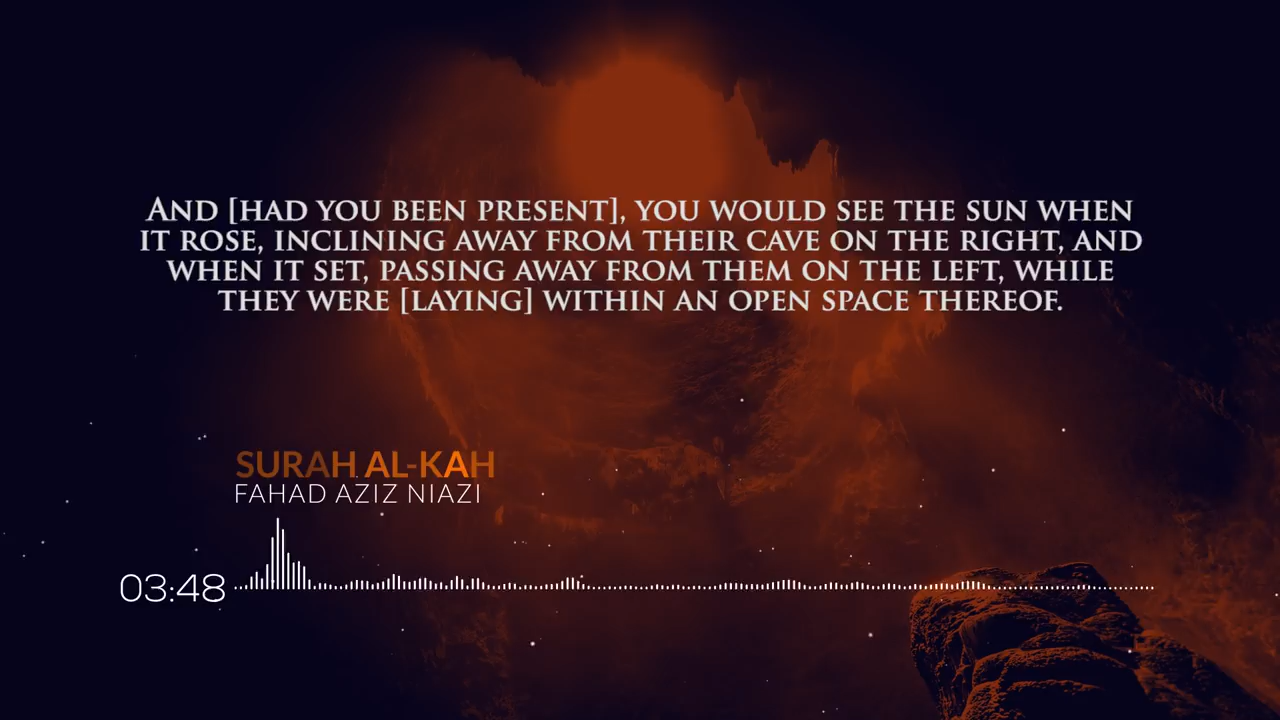 AND [HAD YOU BEEN PRESENT], YOU WOULD SEE THE SUN WHEN
IT ROSE, INCLINING AWAY FROM THEIR CAVE ON THE RIGHT, AND
WHEN IT SET, PASSING AWAY FROM THEM ON THE LEFT, WHILE
THEY WERE [LAYING] WITHIN AN OPEN SPACE THEREOF.
SURAH AL-KAH
FAHAD AZIZ NIAZI
03:48